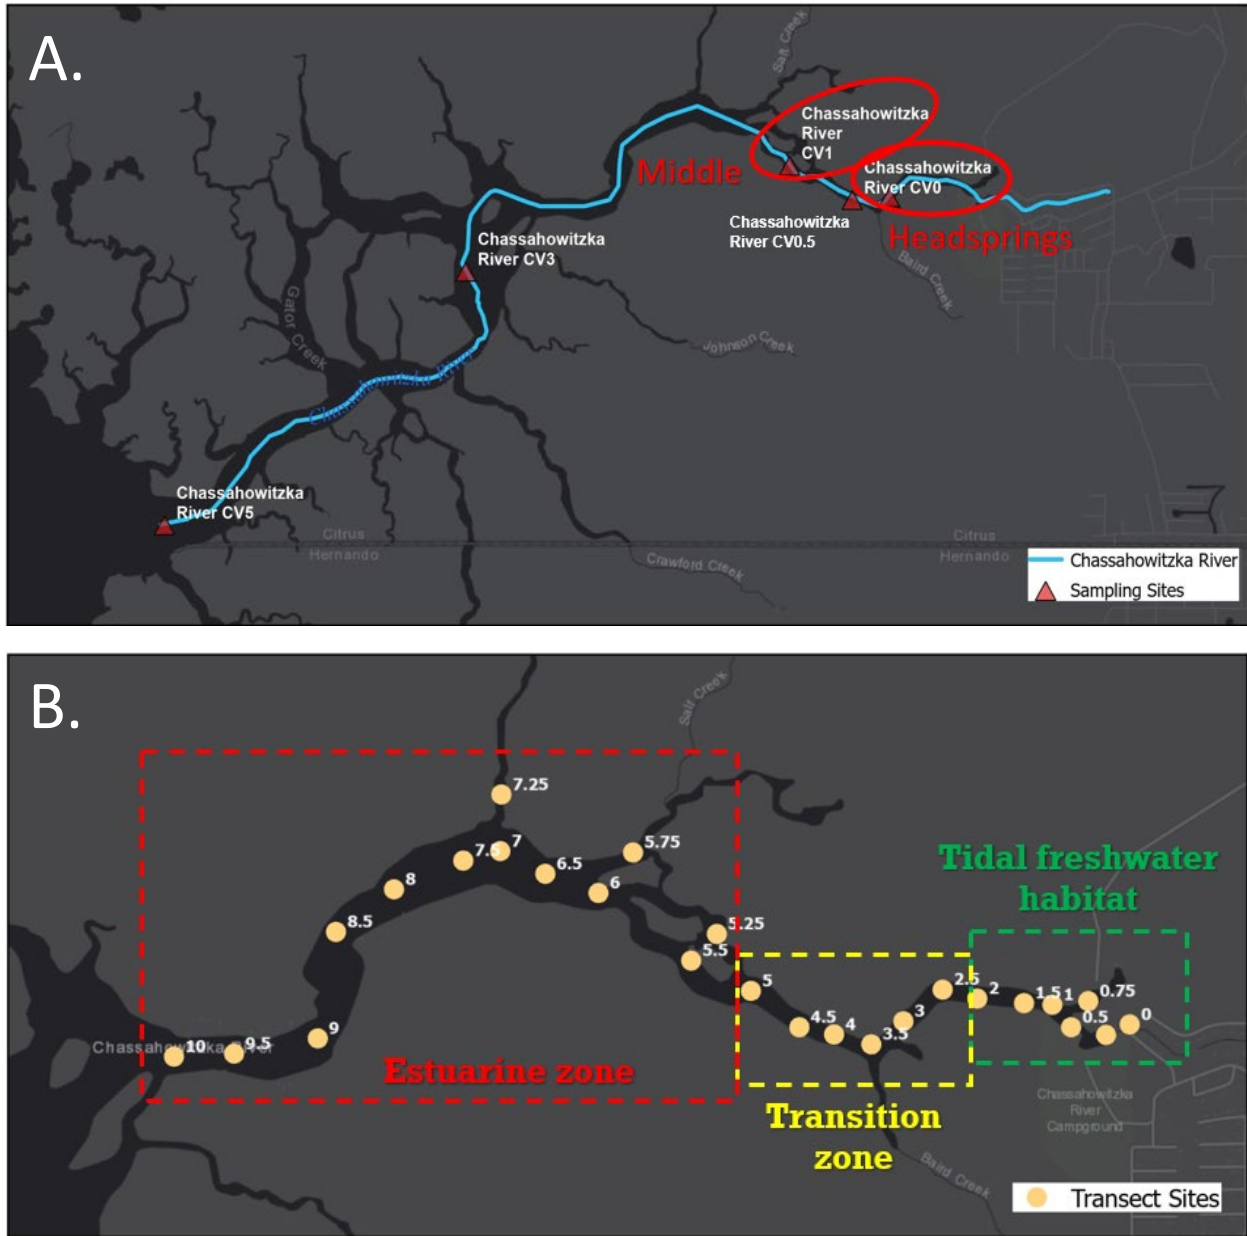 A.
Salt Creek
Chassahowitzka
River
CV1
Middle
Chassahowitzka
River CV0
Chassahowitzka
River CV0.5
Headsprings
Chassahowitzka
River CV3
Baird Creek
Gator
Creek
Johnson Creek
Chassahowitzka River
Chassahowitzka
River CV5
Citrus
Hernando
Citrus
Hernando
Crawford Creek
Chassahowitzka River
Sampling Sites
B.
Salt Creek
7.25
7
7.5
5.75
6.5
6
8
8.5
5.25
5.5
Tidal freshwater
habitat
5
2.5
2
1.5
1
0.75
4.5
4
3.5
3
0.5
0
9
9.5
10
Chassahowitzka River
Estuarine zone
Transition
zone
Chassahowitzka
River
Campground
Baird Creek
Transect Sites